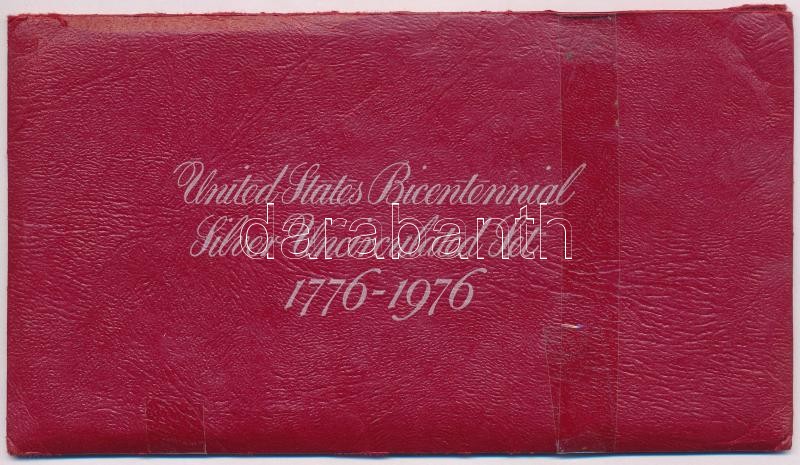 United States Bicentennial
Silver Uncirculated Set
darabanth
1776-1976